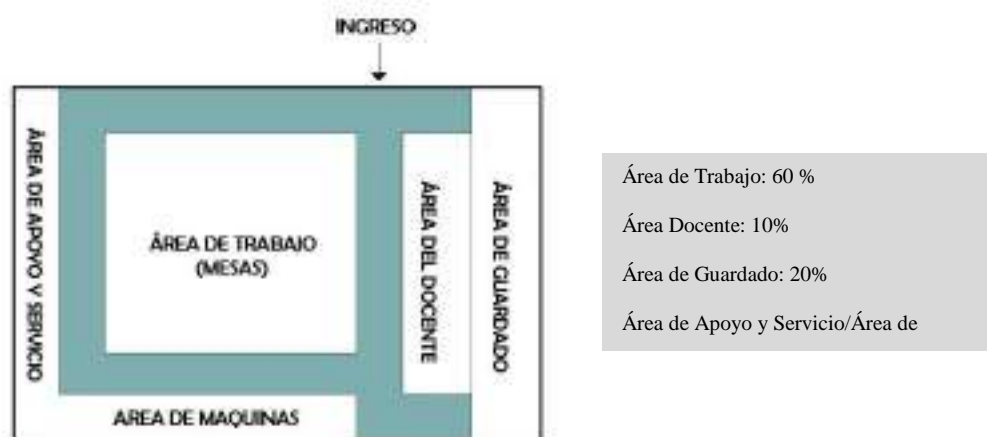 INGRESO
ÁREA DE APOYO Y SERVICIO
ÁREA DE TRABAJO
(MESAS)
ÁREA DEL DOCENTE
ÁREA DE GUARDADO
AREA DE MAQUINAS
Área de Trabajo: 60 %
Área Docente: 10%
Área de Guardado: 20%
Área de Apoyo y Servicio/Área de